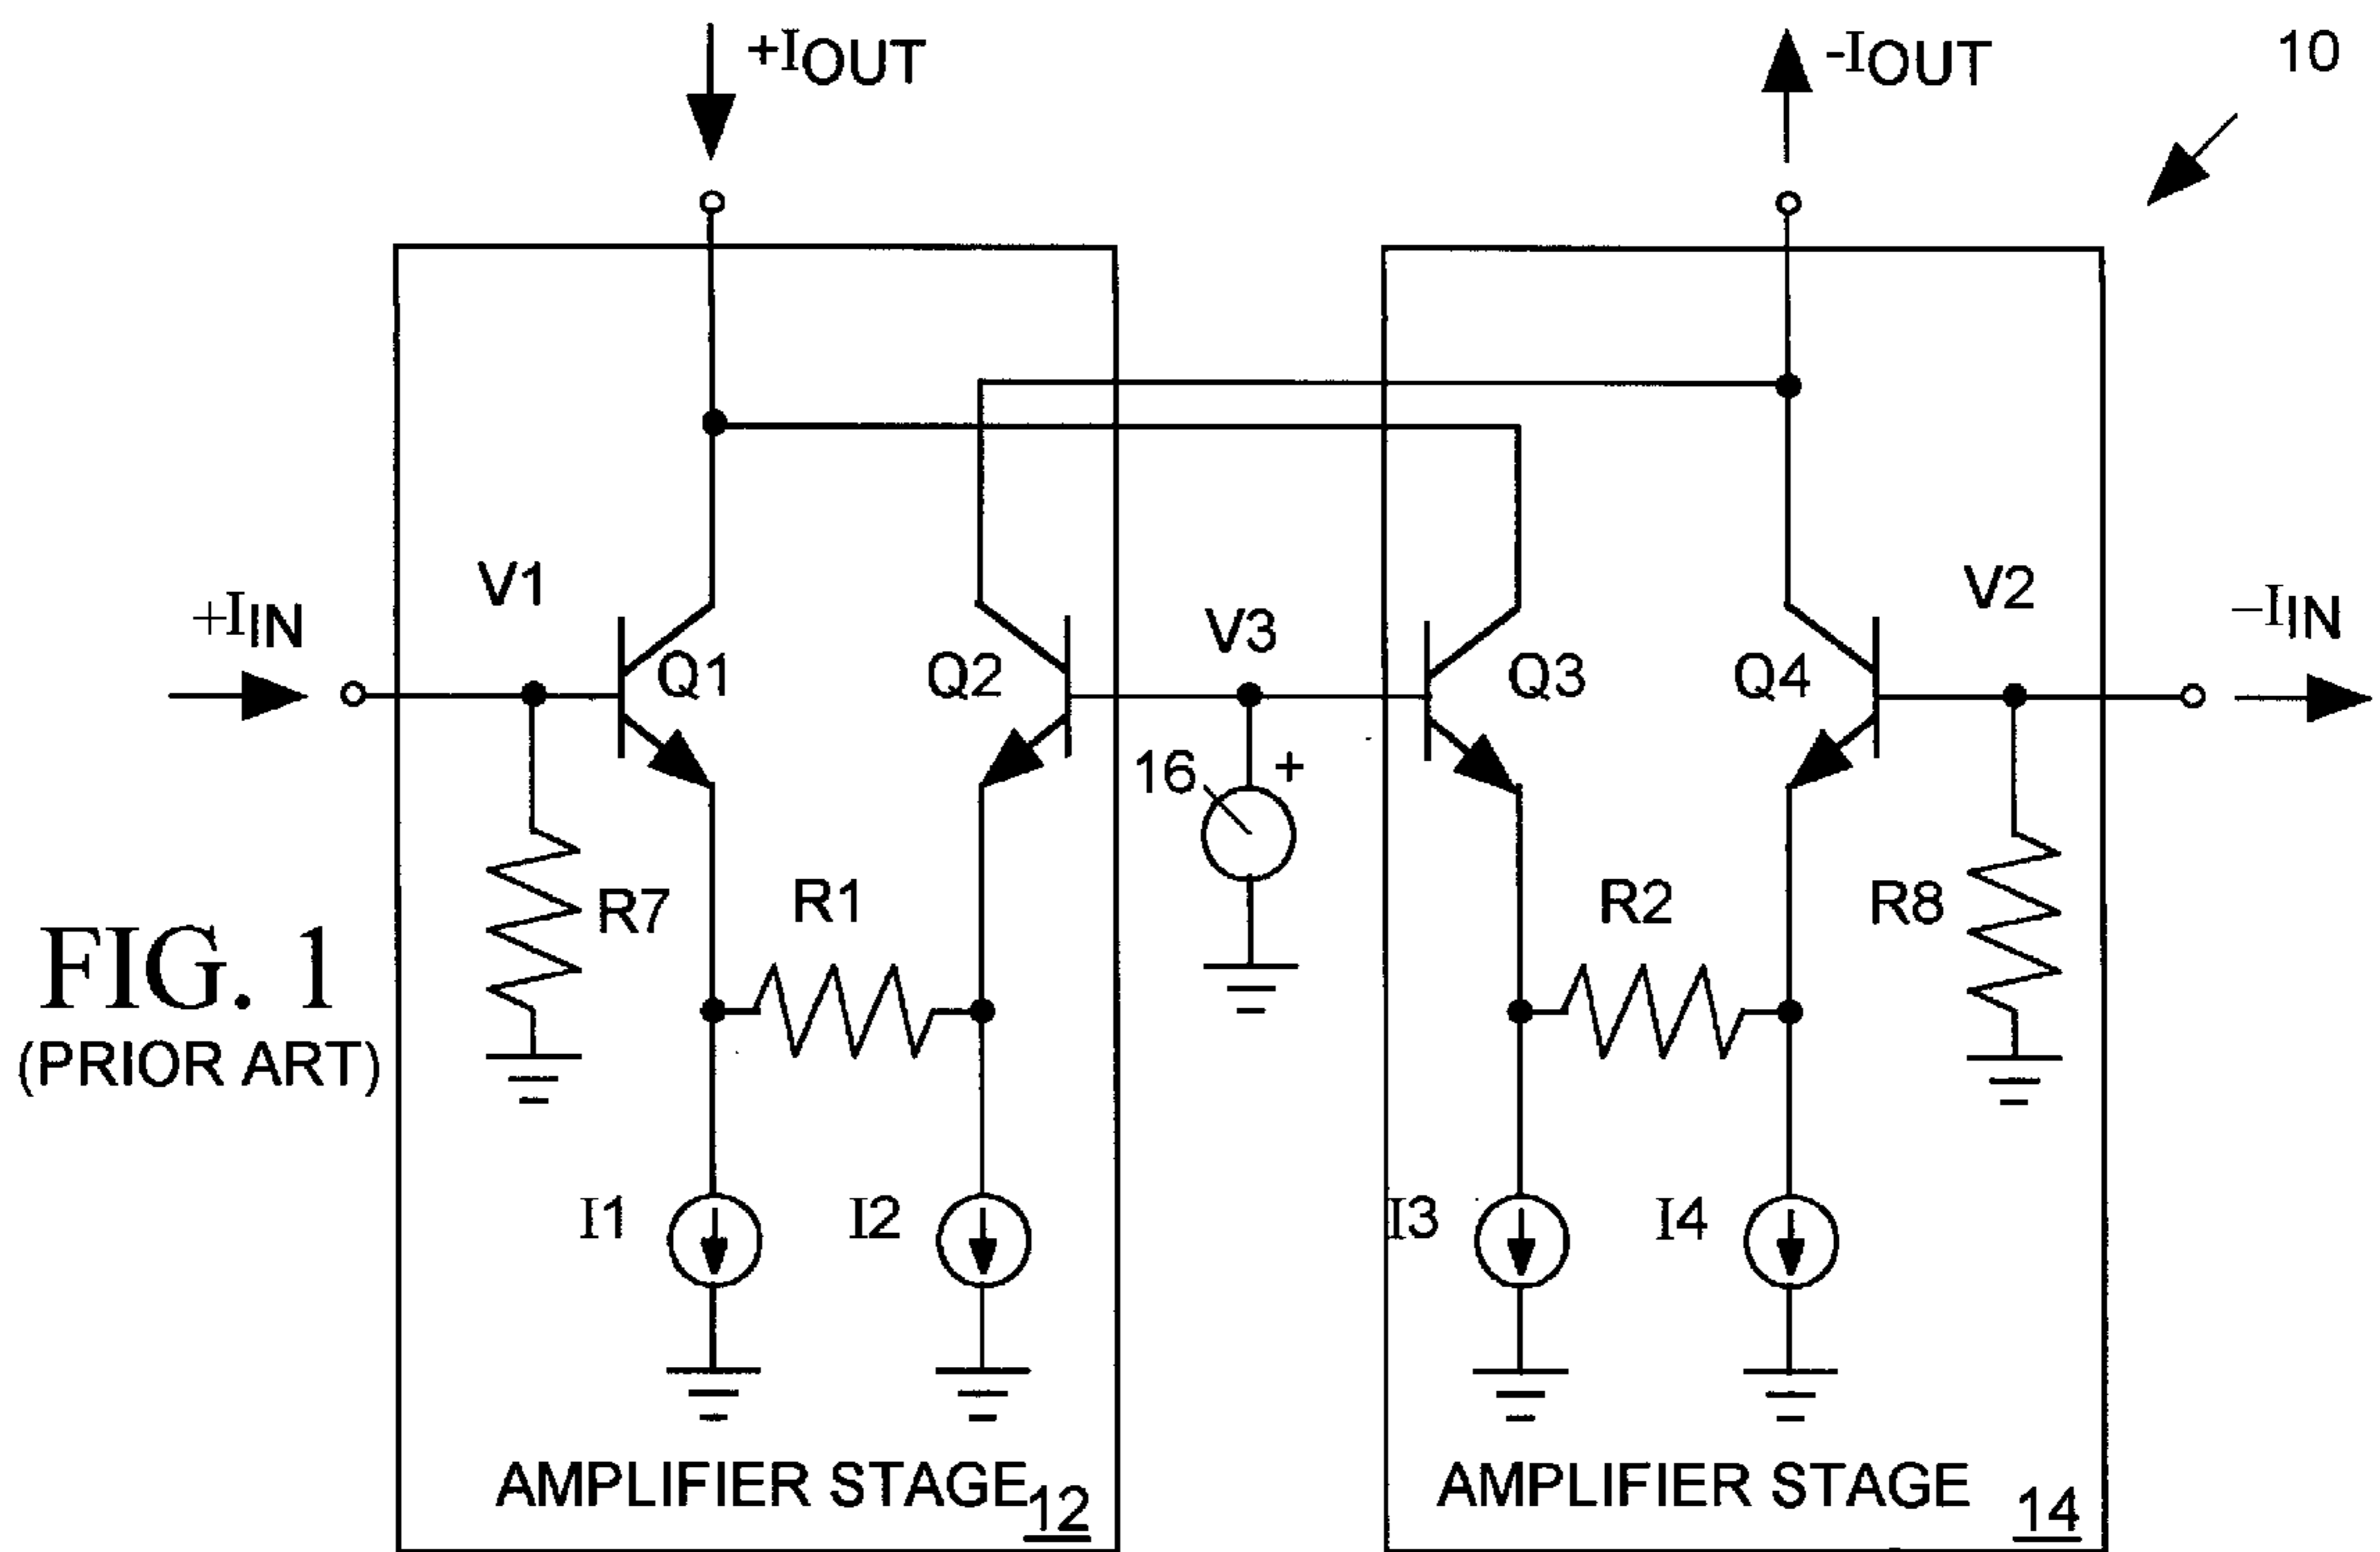 +IOUT
-IOUT
10
V1
V2
+IIN
V3
–IIN
Q1
Q2
Q3
Q4
16
+
R7
R1
R2
R8
FIG. 1
(PRIOR ART)
I1
I2
I3
I4
AMPLIFIER STAGE 12
AMPLIFIER STAGE 14